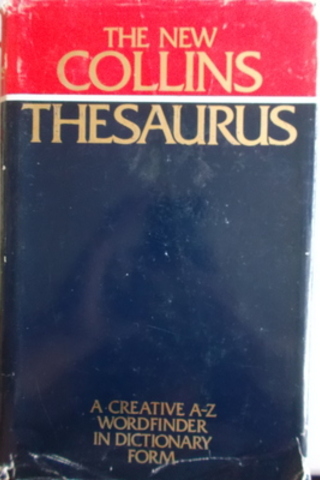 THE NEW
COLLINS
THESAURUS
A CREATIVE A-Z
WORDFINDER
IN DICTIONARY
FORM